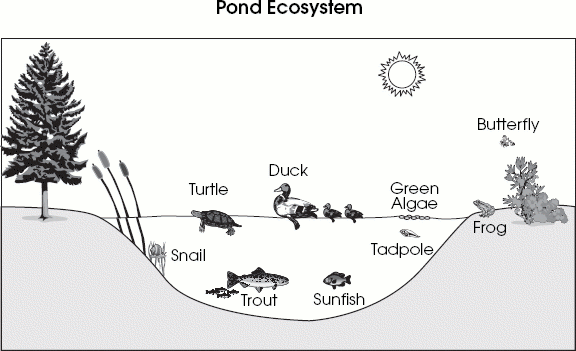 Pond Ecosystem
Butterfly
Duck
Turtle
Green
Algae
Frog
Tadpole
Snail
Trout
Sunfish